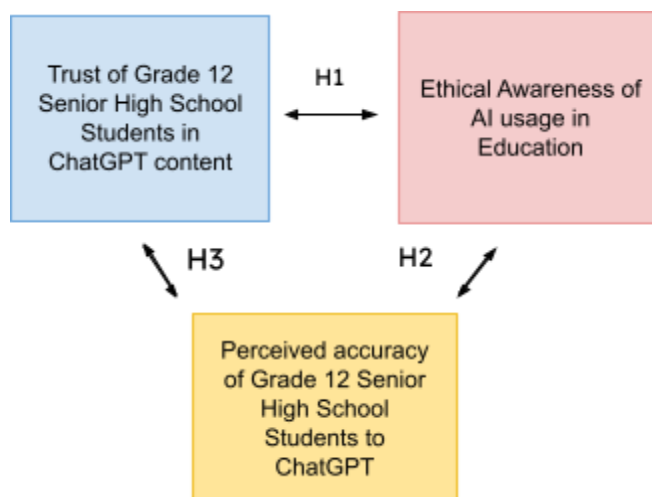 Trust of Grade 12
Senior High School
Students in
ChatGPT content
H1
Ethical Awareness of
AI usage in
Education
H3
H2
Perceived accuracy
of Grade 12 Senior
High School
Students to
ChatGPT